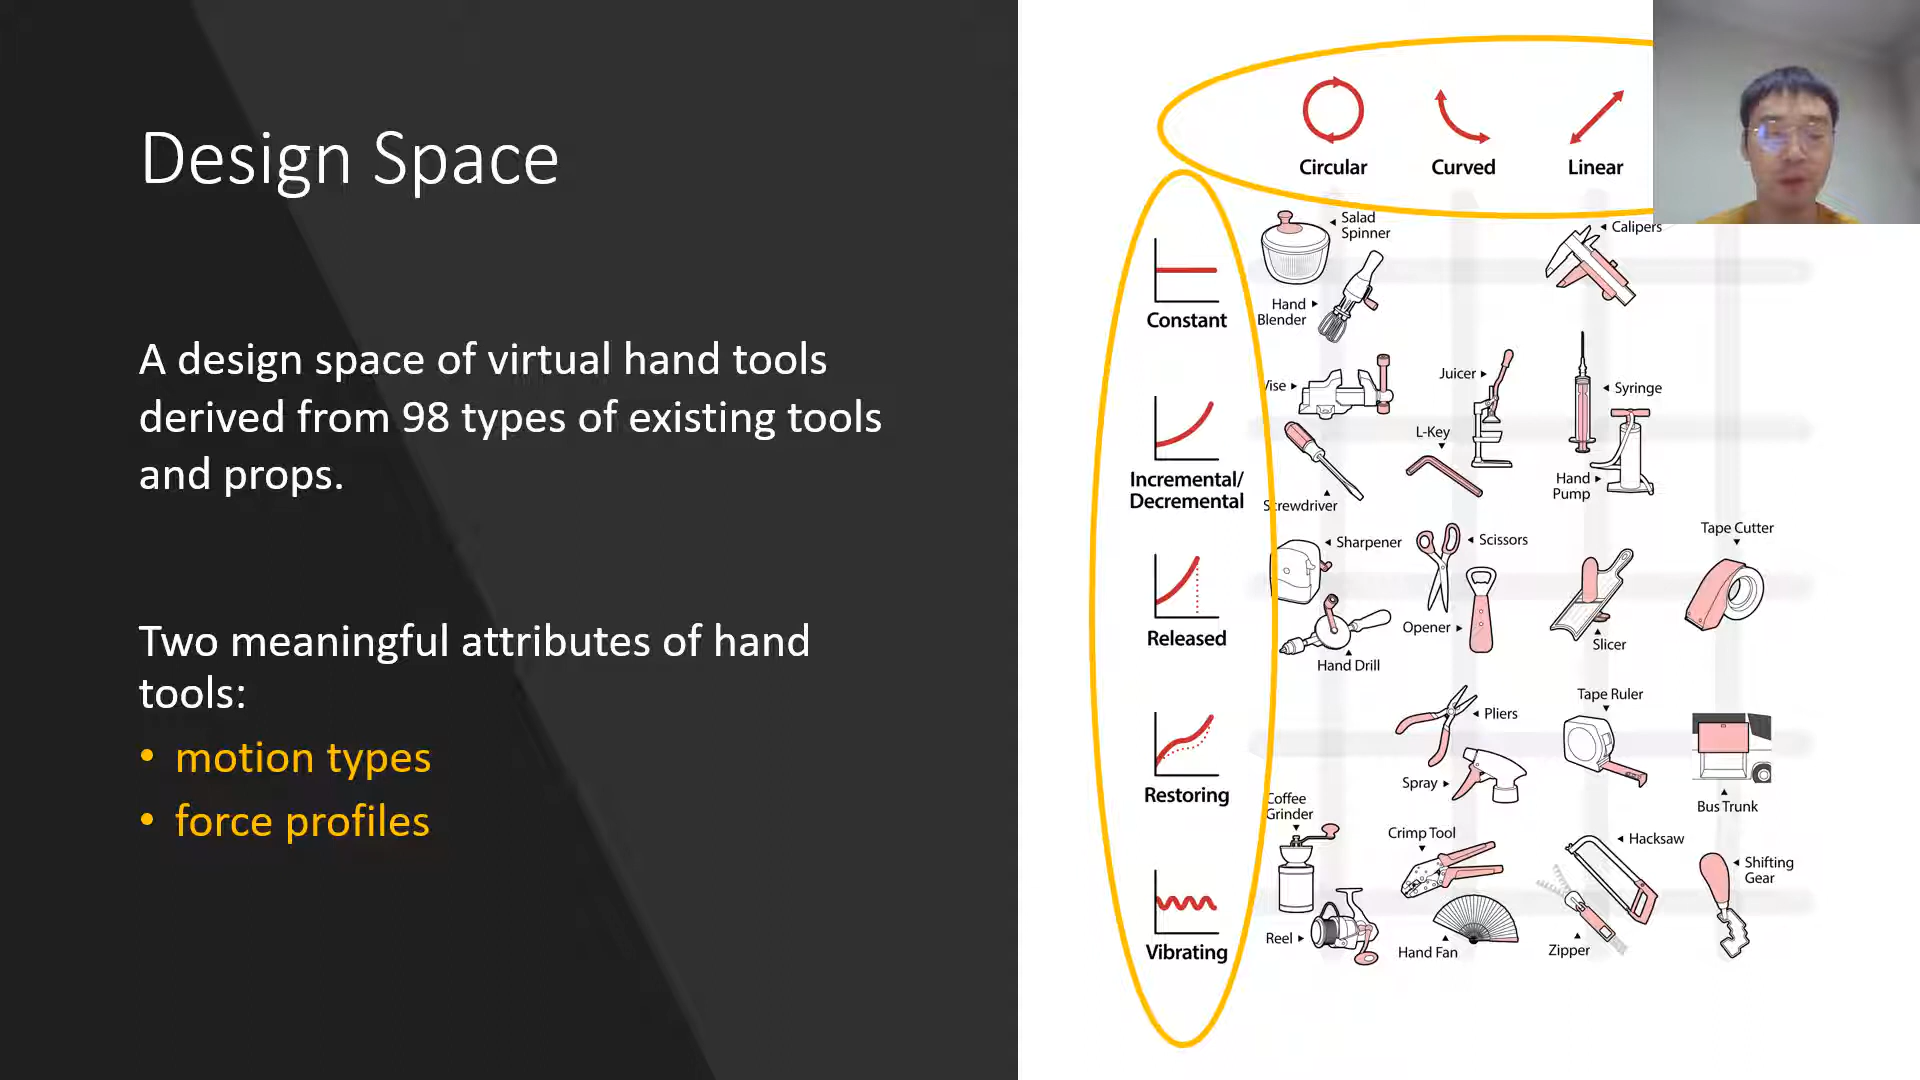 Design Space
A design space of virtual hand tools
derived from 98 types of existing tools
and props.
Two meaningful attributes of hand
tools:
• motion types
• force profiles
Circular
Curved
Linear
Constant
Incremental/
Decremental
Released
Restoring
Vibrating
Salad
Spinner
Hand
Blender
Calipers
Vise
Screwdriver
Juicer
L-Key
Syringe
Hand
Pump
Sharpener
Hand Drill
Scissors
Opener
Slicer
Tape Cutter
Pliers
Spray
Tape Ruler
Bus Trunk
Coffee
Grinder
Reel
Crimp Tool
Hand Fan
Hacksaw
Zipper
Shifting
Gear